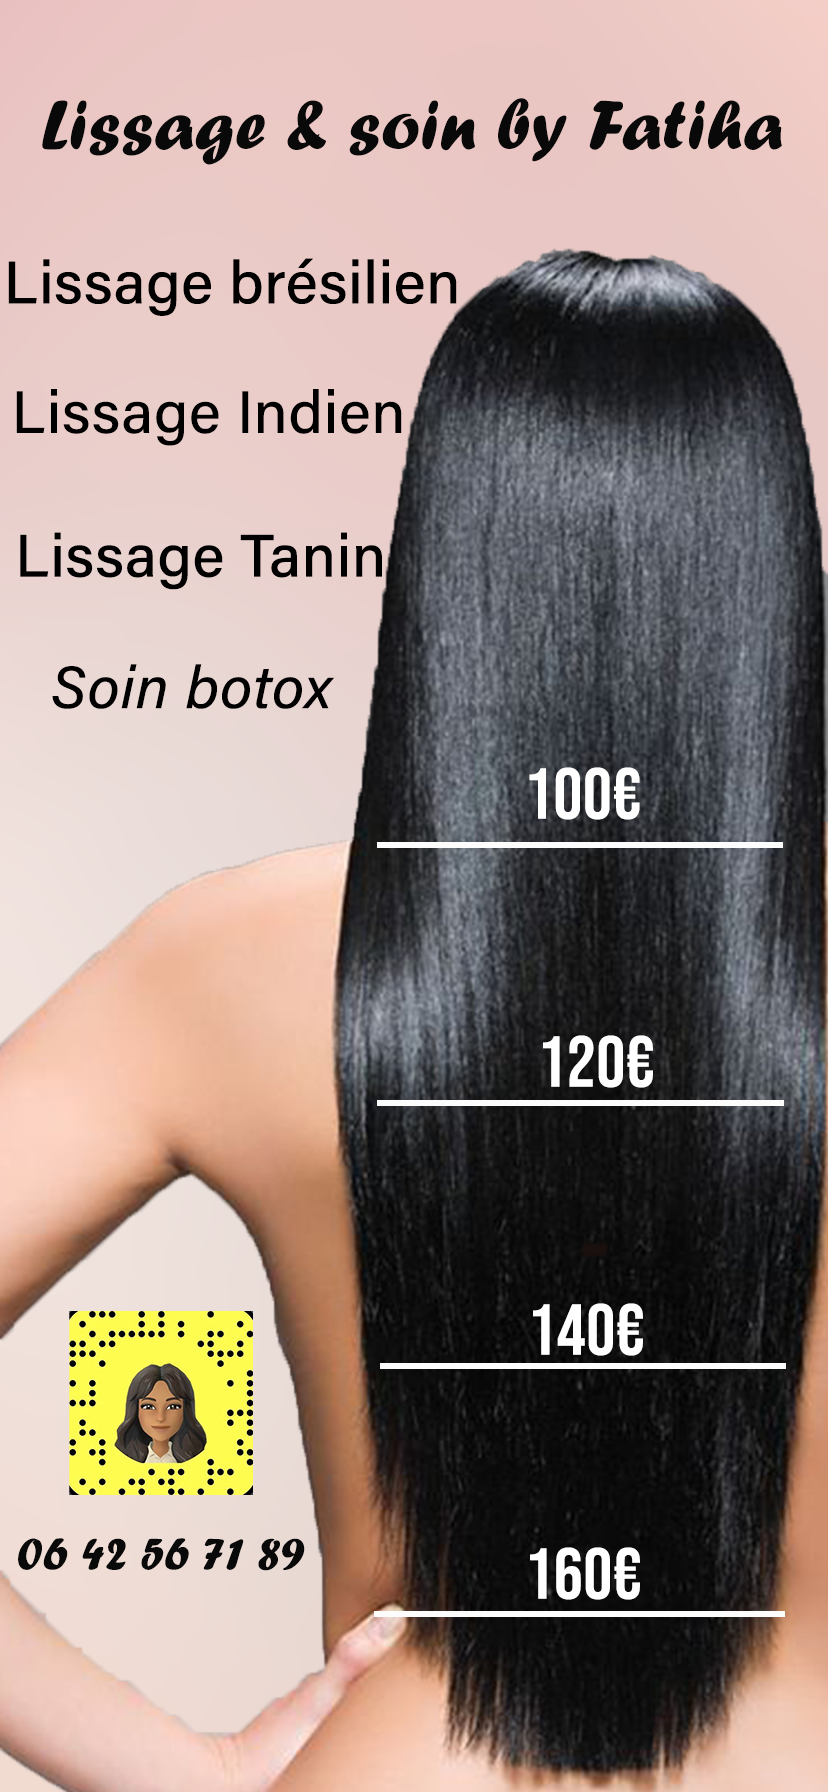 Lissage & soin by Fatiha
Lissage brésilien
Lissage Indien
Lissage Tanin
Soin botox
100€
120€
140€
160€
06 42 56 71 89